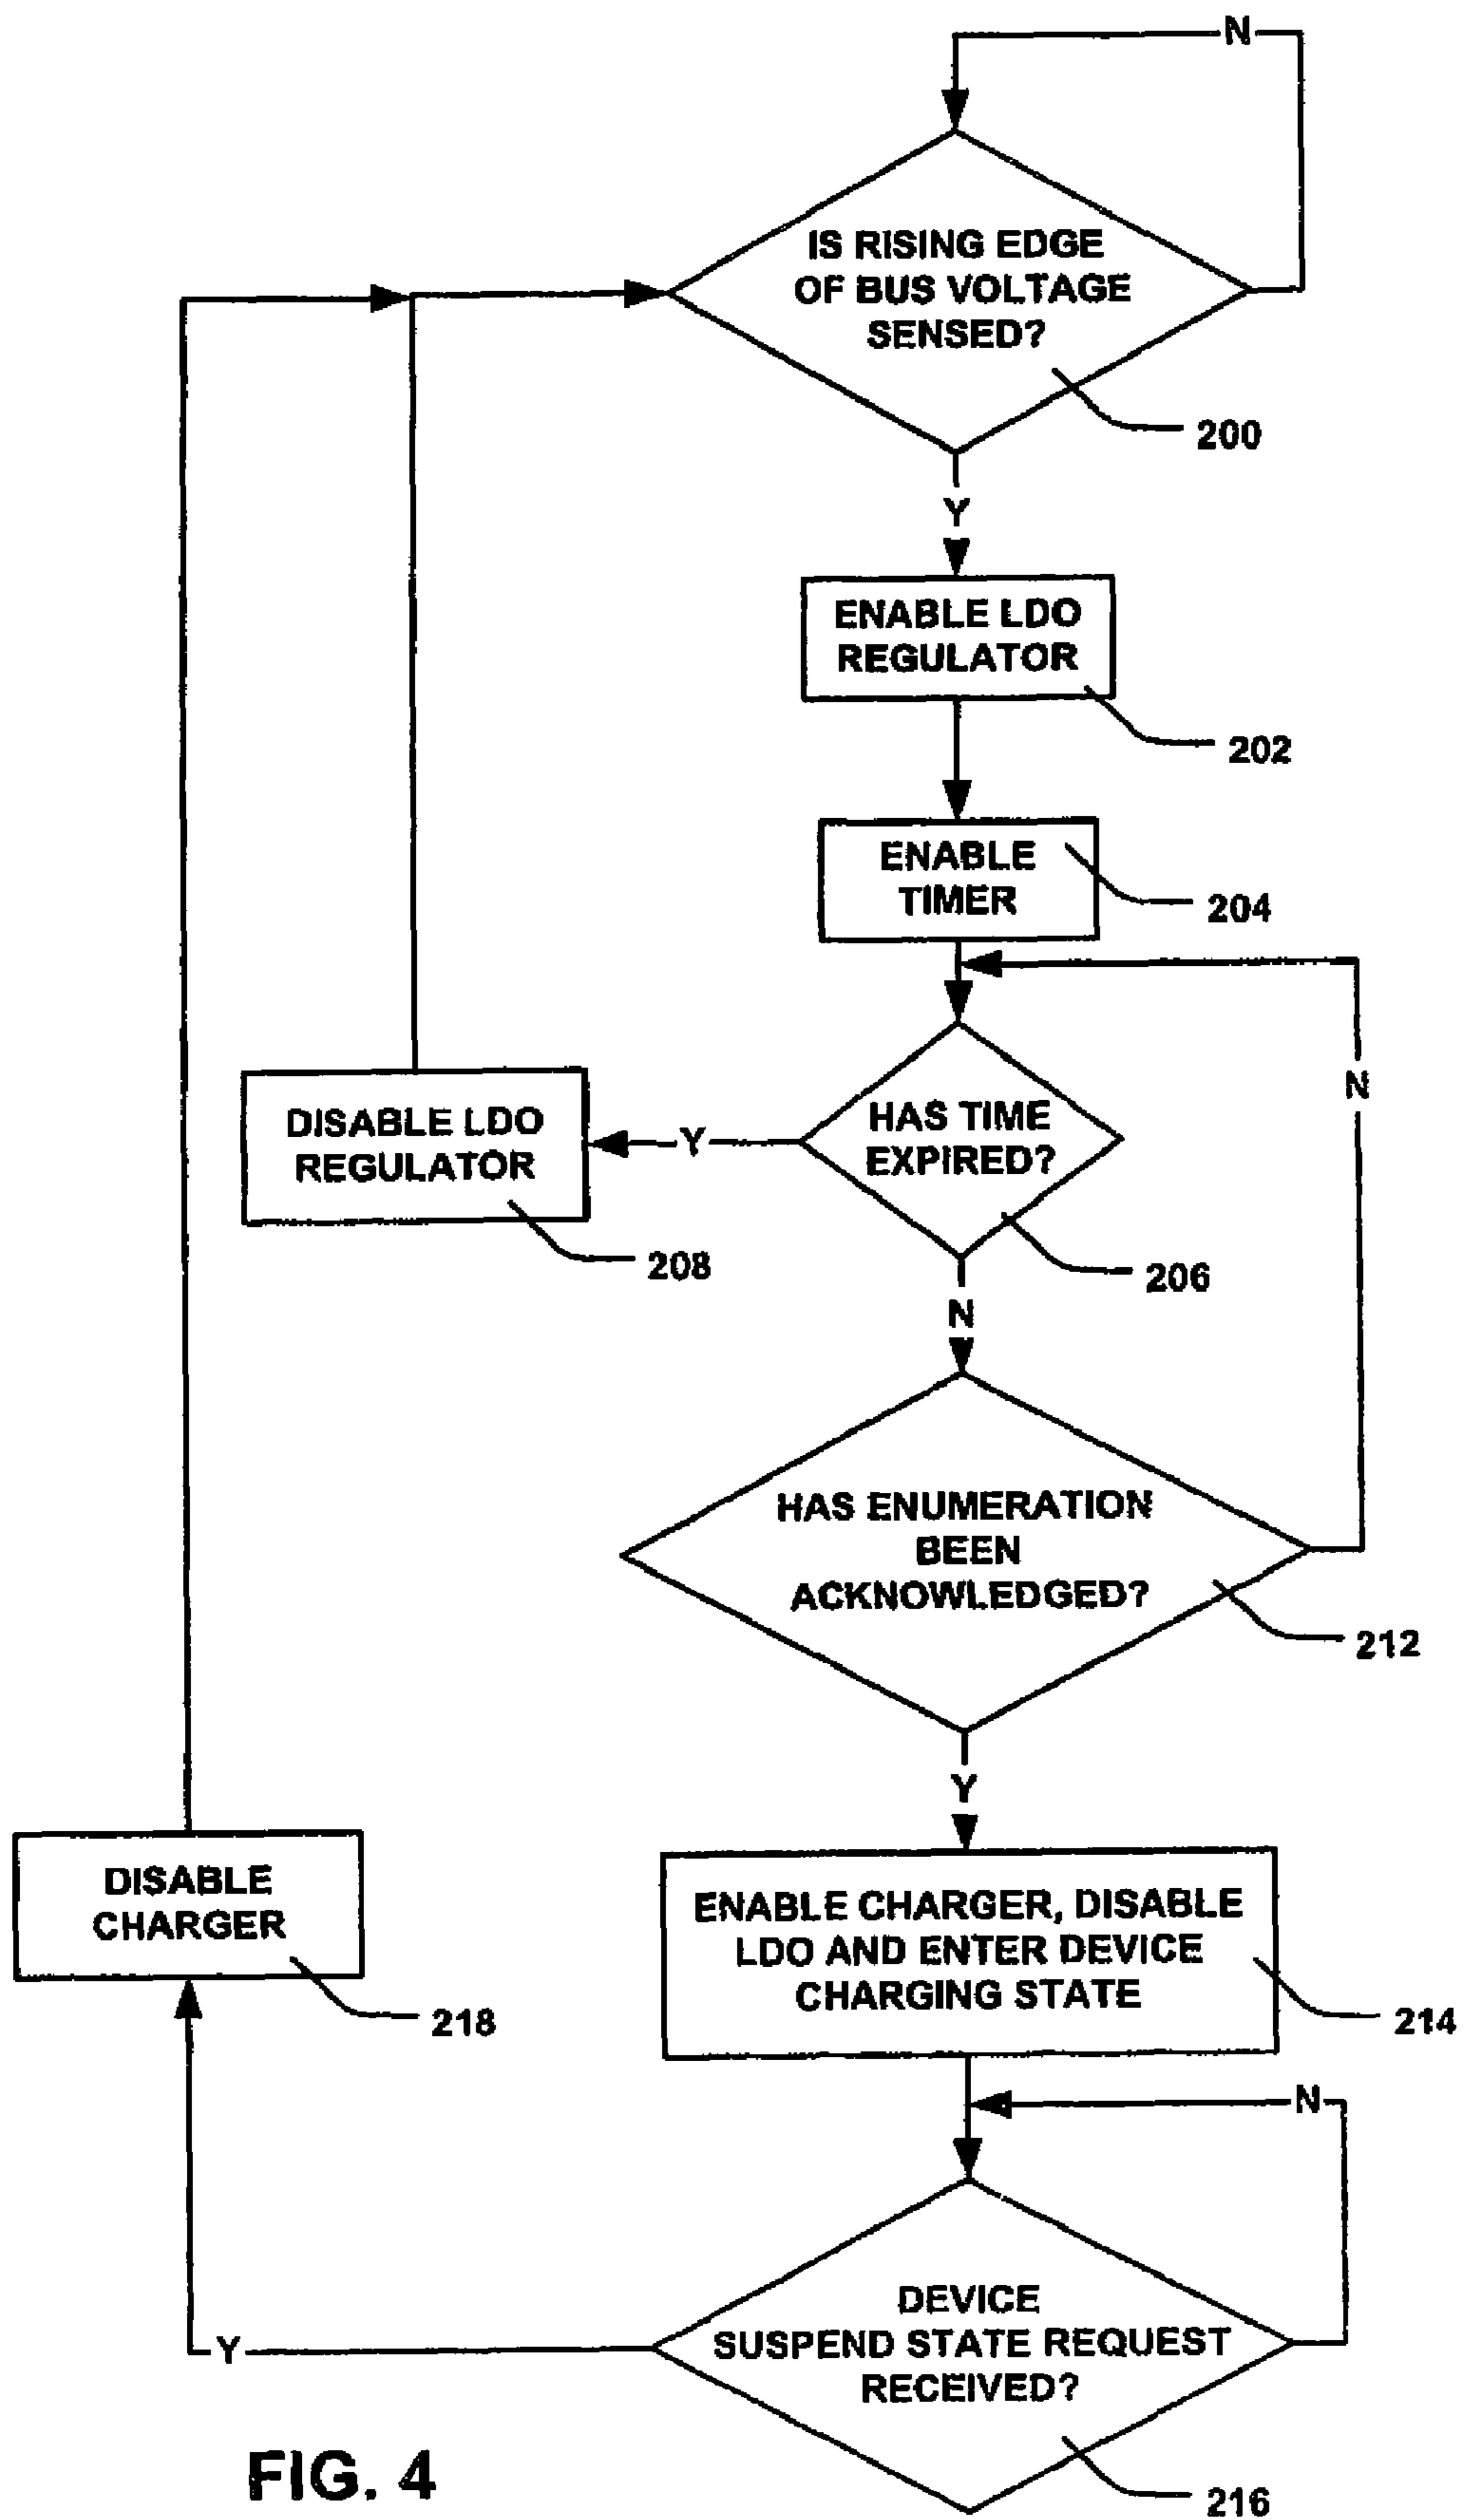 N
IS RISING EDGE
OF BUS VOLTAGE
SENSED?
200
Y
ENABLE LDO
REGULATOR
202
ENABLE
TIMER
204
N
HAS TIME
EXPIRED?
206
Y
DISABLE LDO
REGULATOR
208
N
HAS ENUMERATION
BEEN
ACKNOWLEDGED?
212
Y
ENABLE CHARGER, DISABLE
LDO AND ENTER DEVICE
CHARGING STATE
214
DISABLE
CHARGER
218
N
DEVICE
SUSPEND STATE REQUEST
RECEIVED?
216
Y
FIG. 4